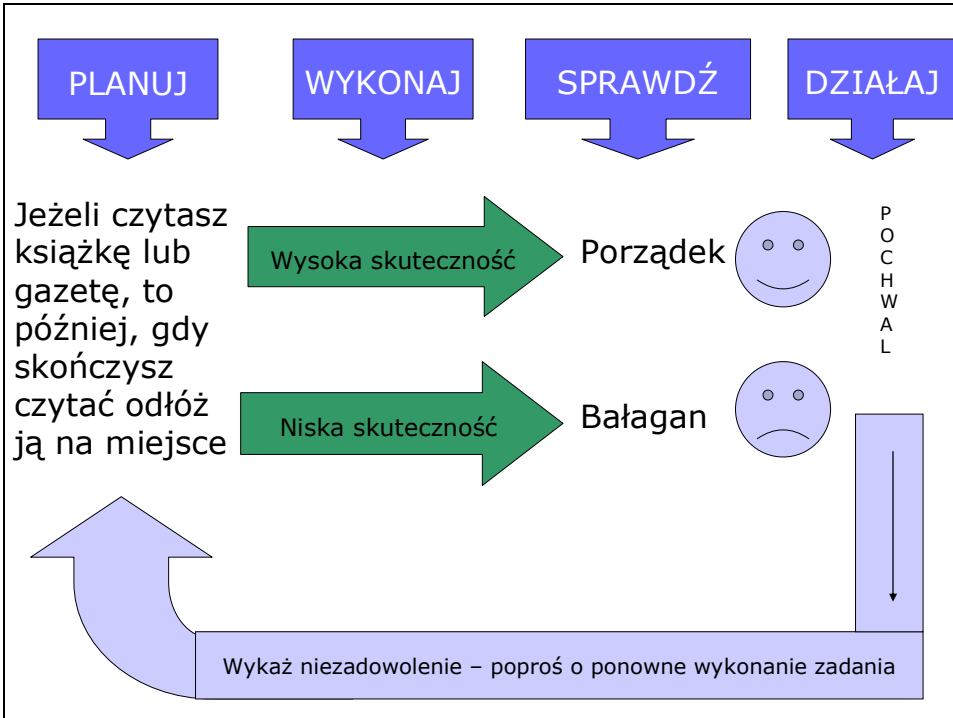 PLANUJ
WYKONAJ
SPRAWDŹ
DZIAŁAJ
Jeżeli czytasz
książkę lub
gazetę, to
później, gdy
skończysz
czytać odłóż
ją na miejsce
Wysoka skuteczność
Porządek
Niska skuteczność
Bałagan
P
O
C
H
W
A
L
Wykaż niezadowolenie – poproś o ponowne wykonanie zadania